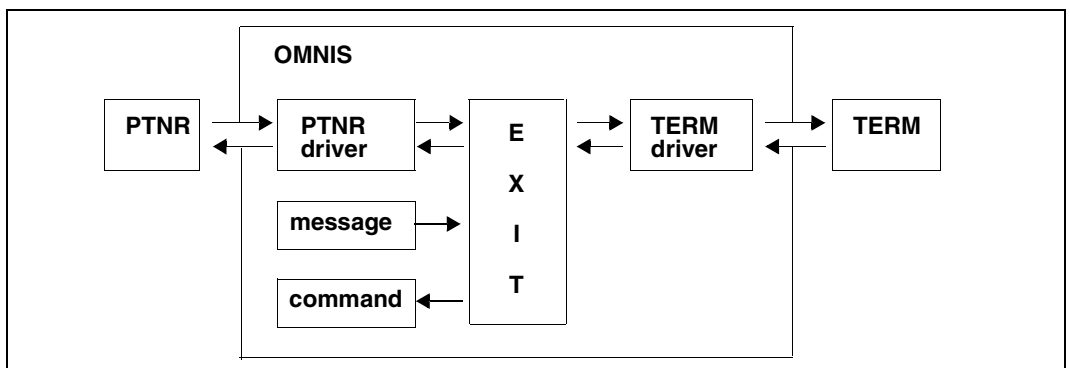 OMNIS
PTNR
PTNR
driver
E
X
I
T
TERM
driver
TERM
message
command